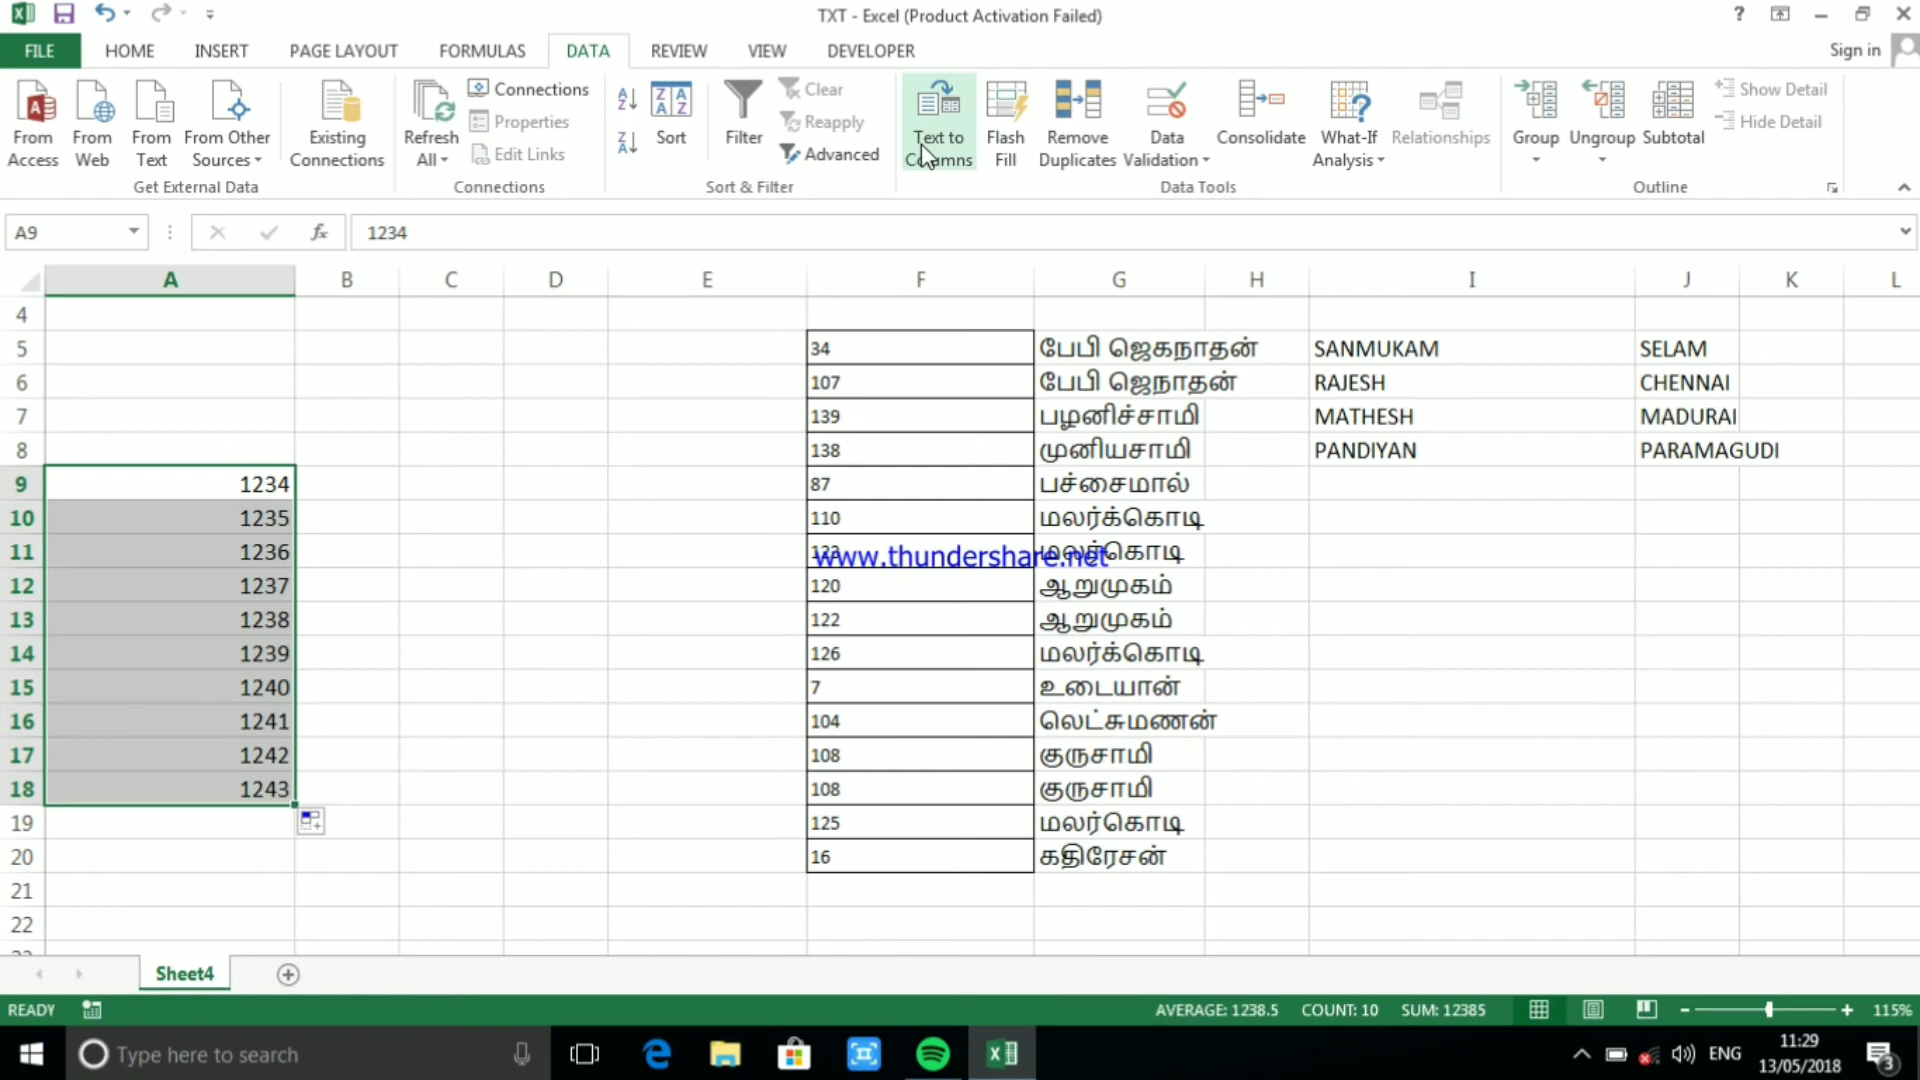 TXT - Excel (Product Activation Failed)
FILE HOME INSERT PAGE LAYOUT FORMULAS DATA REVIEW VIEW DEVELOPER Sign in
From Access
From Web
From Text
From Other Sources
Existing Connections
Get External Data
Refresh All
Connections
Properties
Edit Links
Connections
Sort
Filter
Clear
Reapply
Advanced
Sort & Filter
Text to Columns
Flash Fill
Remove Duplicates
Data Validation
Consolidate
What-If Analysis
Relationships
Data Tools
Group
Ungroup
Subtotal
Show Detail
Hide Detail
Outline
A9 fx 1234
A B C D E F G H I J K L
4
5 34 பேபி ஜெகநாதன் SANMUKAM SELAM
6 107 பேபி ஜெநாதன் RAJESH CHENNAI
7 139 பழனிச்சாமி MATHESH MADURAI
8 138 முனியசாமி PANDIYAN PARAMAGUDI
9 1234 87 பச்சைமால்
10 1235 110 மலர்க்கொடி
11 1236 மலர்கொடி
www.thundershare.net
12 1237 120 ஆறுமுகம்
13 1238 122 ஆறுமுகம்
14 1239 126 மலர்க்கொடி
15 1240 7 உடையான்
16 1241 104 லெட்சுமணன்
17 1242 108 குருசாமி
18 1243 108 குருசாமி
19 125 மலர்கொடி
20 16 கதிரேசன்
21
22
Sheet4
READY AVERAGE: 1238.5 COUNT: 10 SUM: 12385 115%
Type here to search ENG 11:29
13/05/2018 3